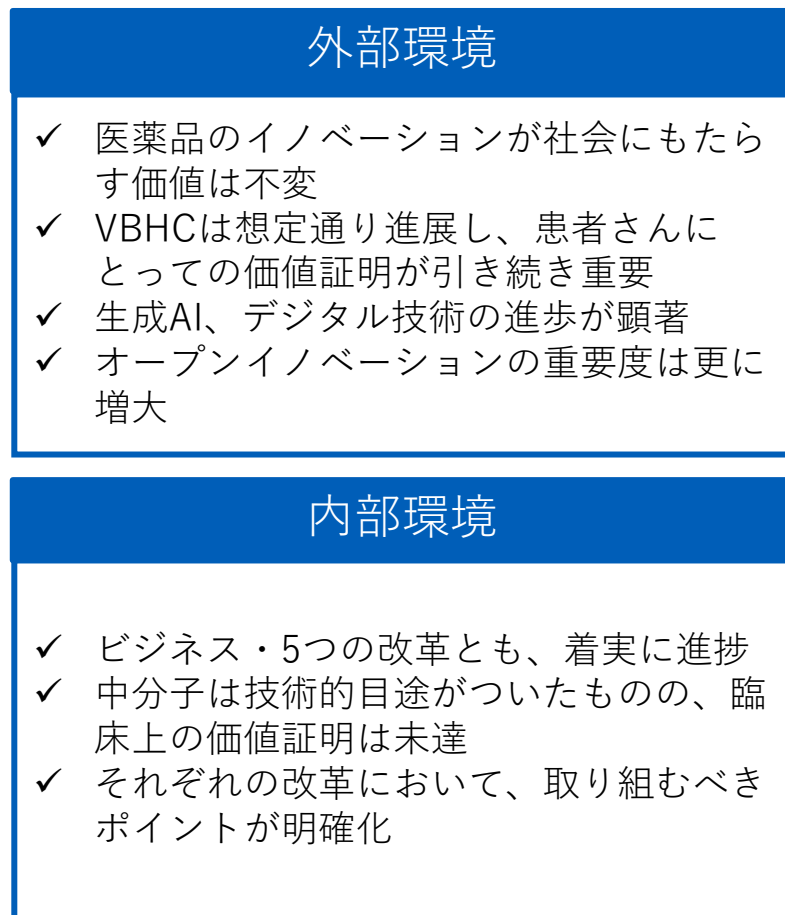 外部環境
✓ 医薬品のイノベーションが社会にもたら
す価値は不変
✓ VBHCは想定通り進展し、患者さんに
とっての価値証明が引き続き重要
✓ 生成AI、デジタル技術の進歩が顕著
✓ オープンイノベーションの重要度は更に
増大
内部環境
✓ ビジネス・5つの改革とも、着実に進捗
✓ 中分子は技術的目途がついたものの、臨
床上の価値証明は未達
✓ それぞれの改革において、取り組むべき
ポイントが明確化